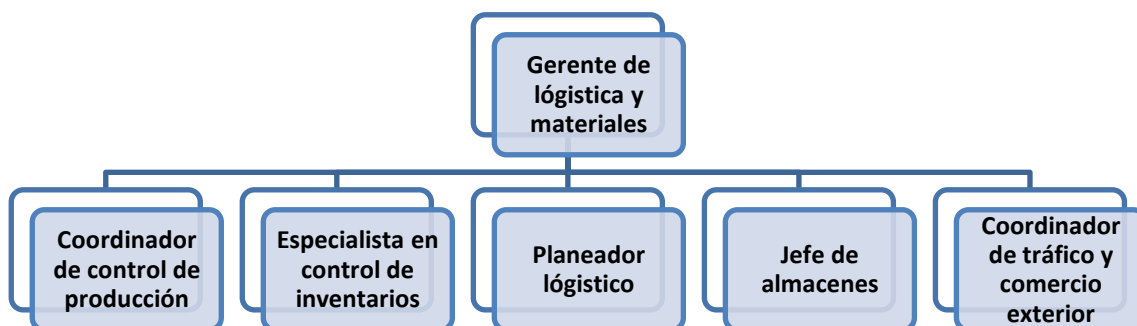 Gerente de
lógistica y
materiales
Coordinador
de control de
producción
Especialista en
control de
inventarios
Planeador
lógistico
Jefe de
almacenes
Coordinador
de tráfico y
comercio
exterior